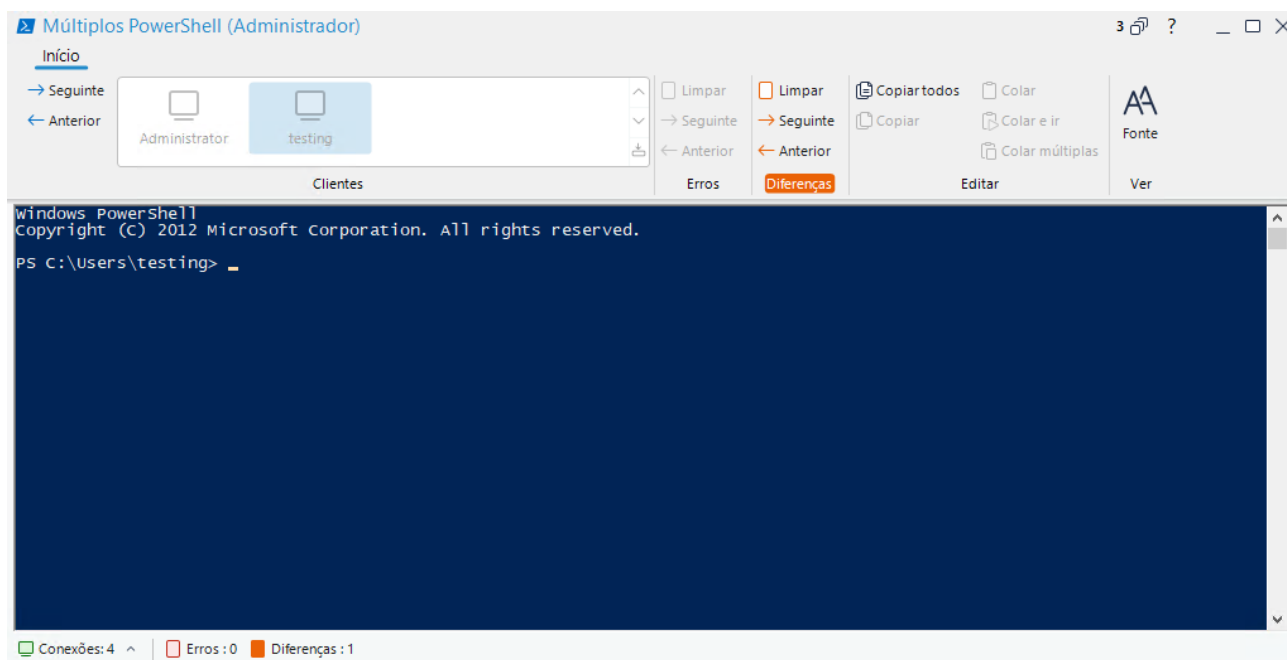 Múltiplos PowerShell (Administrador)
3
?
Início
Seguinte
Anterior
Administrator
testing
Clientes
Limpar
Seguinte
Anterior
Erros
Limpar
Seguinte
Anterior
Diferenças
Copiar todos
Copiar
Colar
Colar e ir
Colar múltiplas
Editar
AA
Fonte
Ver
Windows PowerShell
Copyright (C) 2012 Microsoft Corporation. All rights reserved.
PS C:\Users\testing> _
Conexões: 4
Erros : 0
Diferenças : 1